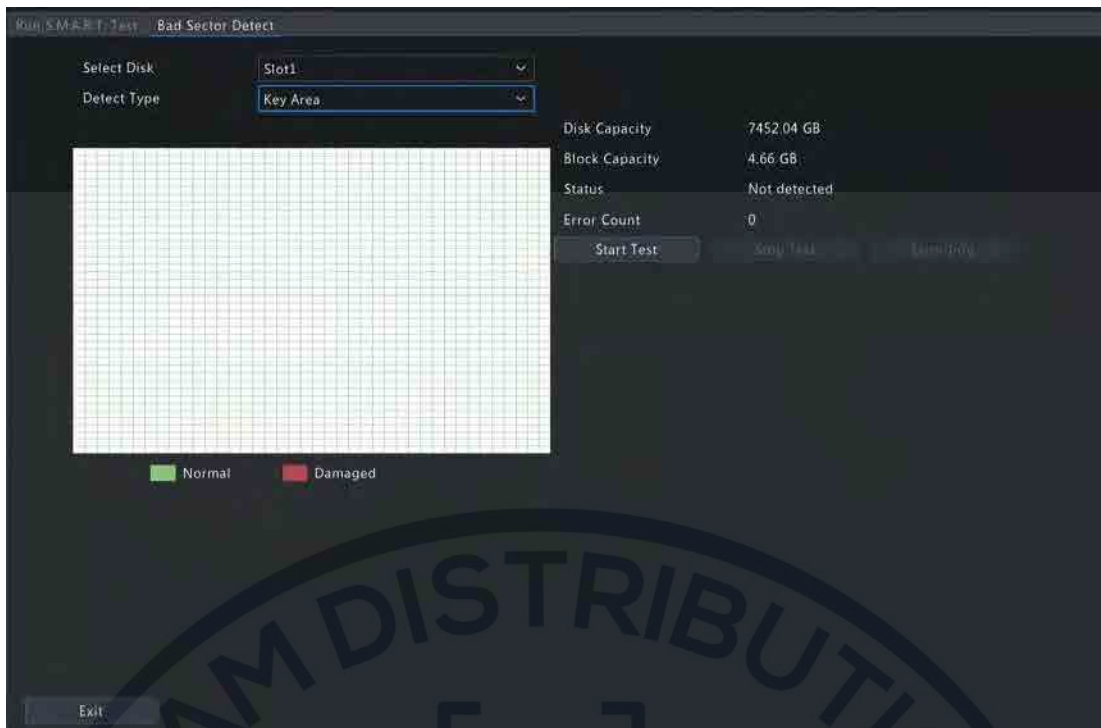 Run S.M.A.R.T. Test Bad Sector Detect
Select Disk Slot1
Detect Type Key Area
Disk Capacity 7452.04 GB
Block Capacity 4.66 GB
Status Not detected
Error Count 0
Start Test Stop Test
Normal Damaged
DISTRIBUTI
Exit